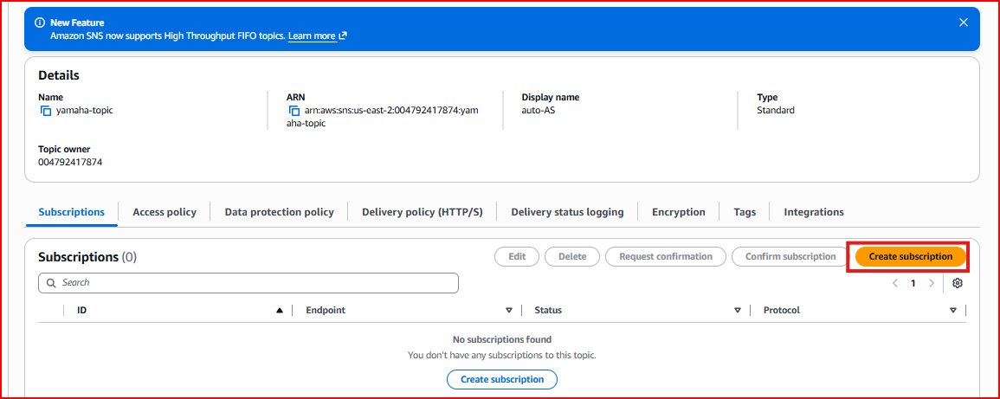 New Feature
Amazon SNS now supports High Throughput FIFO topics. Learn more
Details
Name
yamaha-topic
ARN
arn:aws:sns:us-east-2:004792417874:yam
aha-topic
Display name
auto-AS
Type
Standard
Topic owner
004792417874
Subscriptions Access policy Data protection policy Delivery policy (HTTP/S) Delivery status logging Encryption Tags Integrations
Subscriptions (0) Edit Delete Request confirmation Confirm subscription Create subscription
Search 1
ID Endpoint Status Protocol
No subscriptions found
You don't have any subscriptions to this topic.
Create subscription